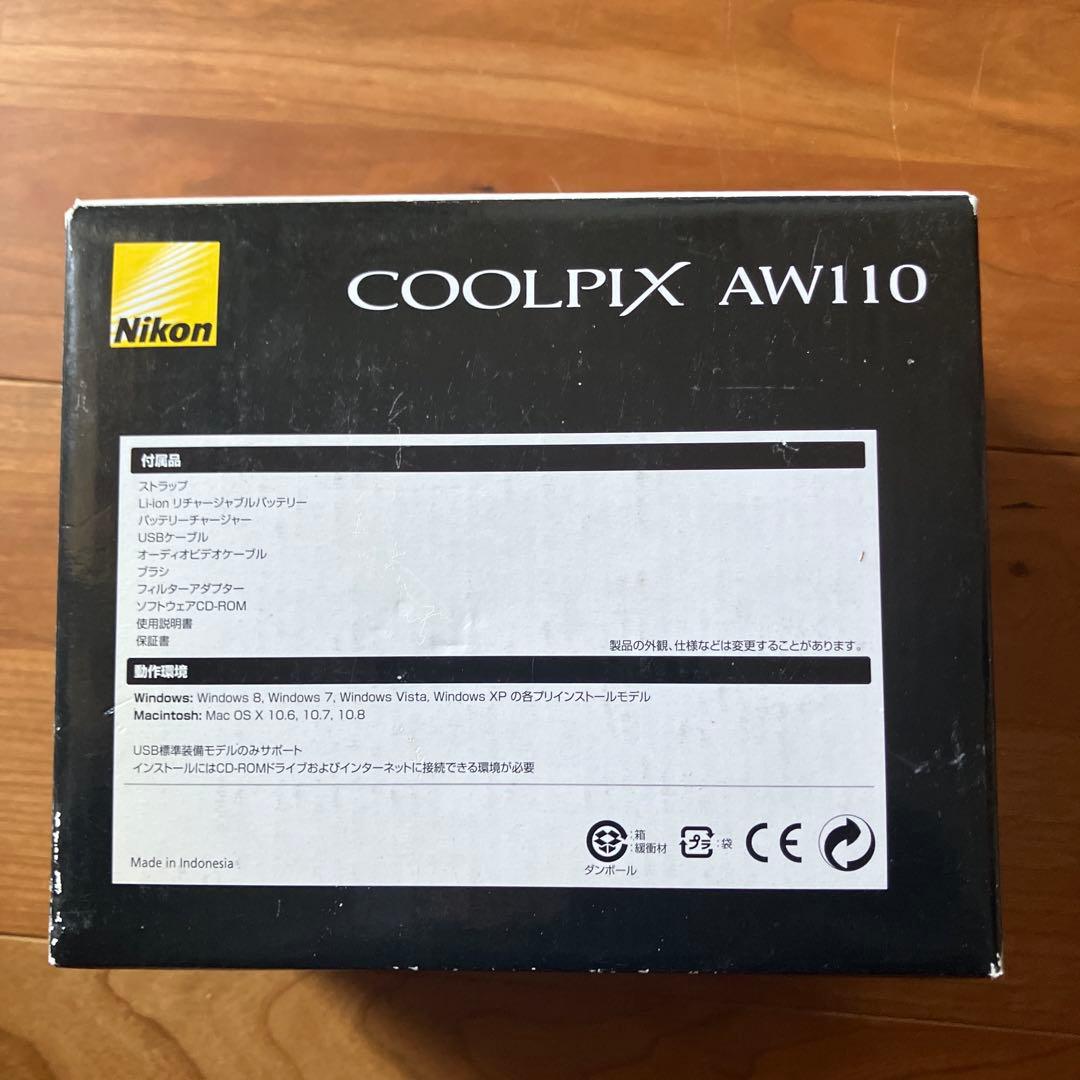 Nikon
COOLPIX AW110
付属品
ストラップ
Li-ion リチャージャブルバッテリー
バッテリーチャージャー
USBケーブル
オーディオビデオケーブル
ブラシ
フィルターアダプター
ソフトウェアCD-ROM
使用説明書
保証書
製品の外観、仕様などは変更することがあります。
動作環境
Windows: Windows 8, Windows 7, Windows Vista, Windows XP の各プリインストールモデル
Macintosh: Mac OS X 10.6, 10.7, 10.8
USB標準装備モデルのみサポート
インストールにはCD-ROMドライブおよびインターネットに接続できる環境が必要
:箱
:緩衝材
ダンボール
プラ
:袋
CE
Made in Indonesia